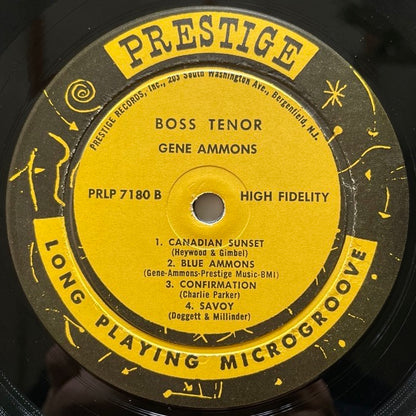 PRESTIGE
PRESTIGE RECORDS, Inc., 203 South Washington Ave., Bergenfield, N.J.
BOSS TENOR
GENE AMMONS
PRLP 7180 B HIGH FIDELITY
1. CANADIAN SUNSET
(Heywood & Gimbel)
2. BLUE AMMONS
(Gene-Ammons-Prestige Music-BMI)
3. CONFIRMATION
(Charlie Parker)
4. SAVOY
(Doggett & Millinder)
LONG PLAYING MICROGROOVE